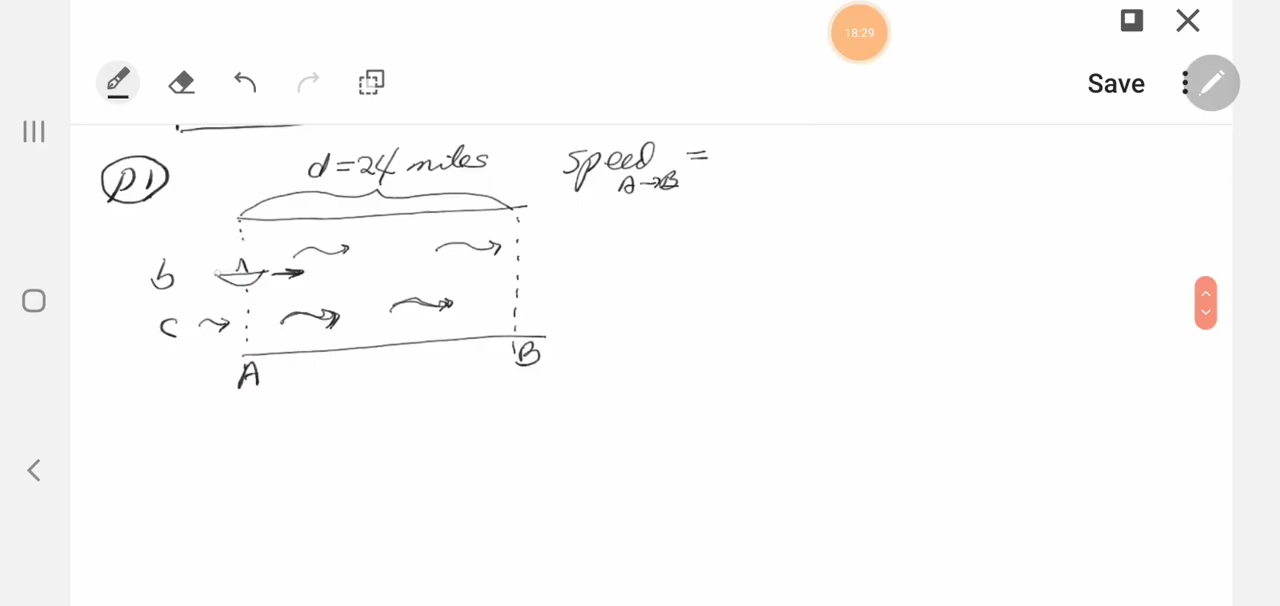 18:29
Save
P1 d=24 miles speed A→B =
b
c
A B